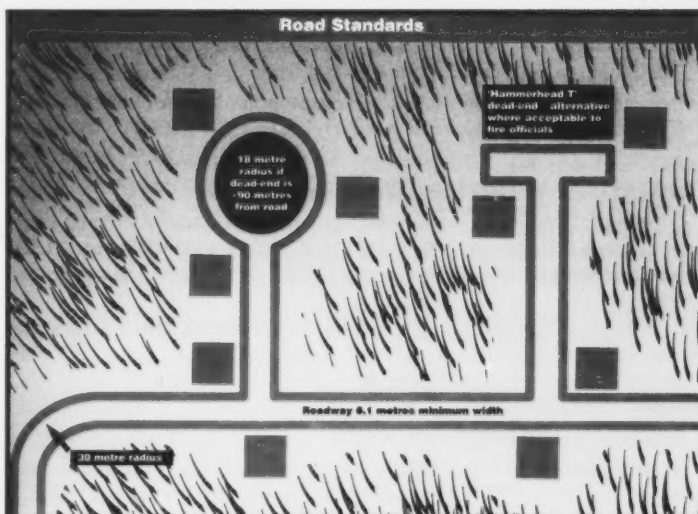 Road Standards
'Hammerhead T'
dead-end alternative
where acceptable to
fire officials
18 metre
radius if
dead-end is
-90 metres
from road
Roadway 6.1 metres minimum width
30 metre radius